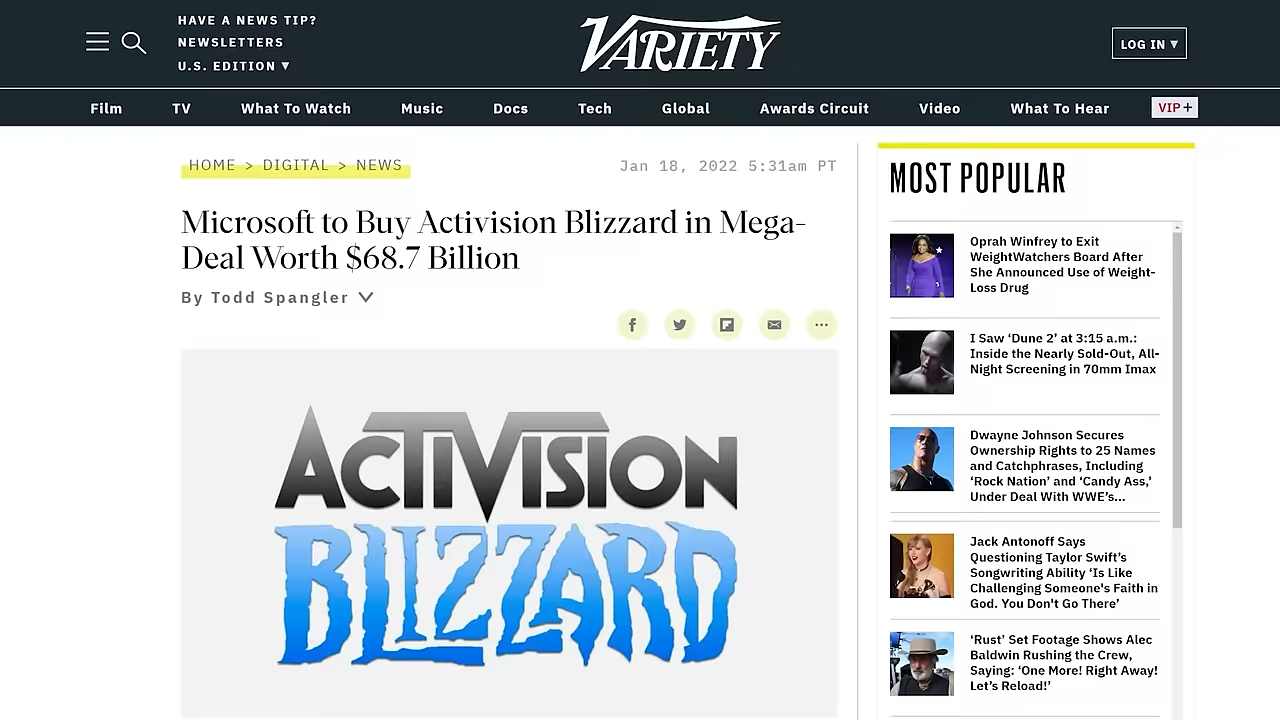 HAVE A NEWS TIP?
NEWSLETTERS
U.S. EDITION ▼
VARIETY
LOG IN ▼
Film TV What To Watch Music Docs Tech Global Awards Circuit Video What To Hear VIP+
HOME > DIGITAL > NEWS
Jan 18, 2022 5:31am PT
Microsoft to Buy Activision Blizzard in Mega-
Deal Worth $68.7 Billion
By Todd Spangler
ACTIVISION
BLIZZARD
MOST POPULAR
Oprah Winfrey to Exit
WeightWatchers Board After
She Announced Use of Weight-
Loss Drug
I Saw ‘Dune 2’ at 3:15 a.m.:
Inside the Nearly Sold-Out, All-
Night Screening in 70mm Imax
Dwayne Johnson Secures
Ownership Rights to 25 Names
and Catchphrases, Including
‘Rock Nation’ and ‘Candy Ass,’
Under Deal With WWE’s...
Jack Antonoff Says
Questioning Taylor Swift’s
Songwriting Ability ‘Is Like
Challenging Someone's Faith in
God. You Don't Go There’
‘Rust’ Set Footage Shows Alec
Baldwin Rushing the Crew,
Saying: ‘One More! Right Away!
Let’s Reload!’